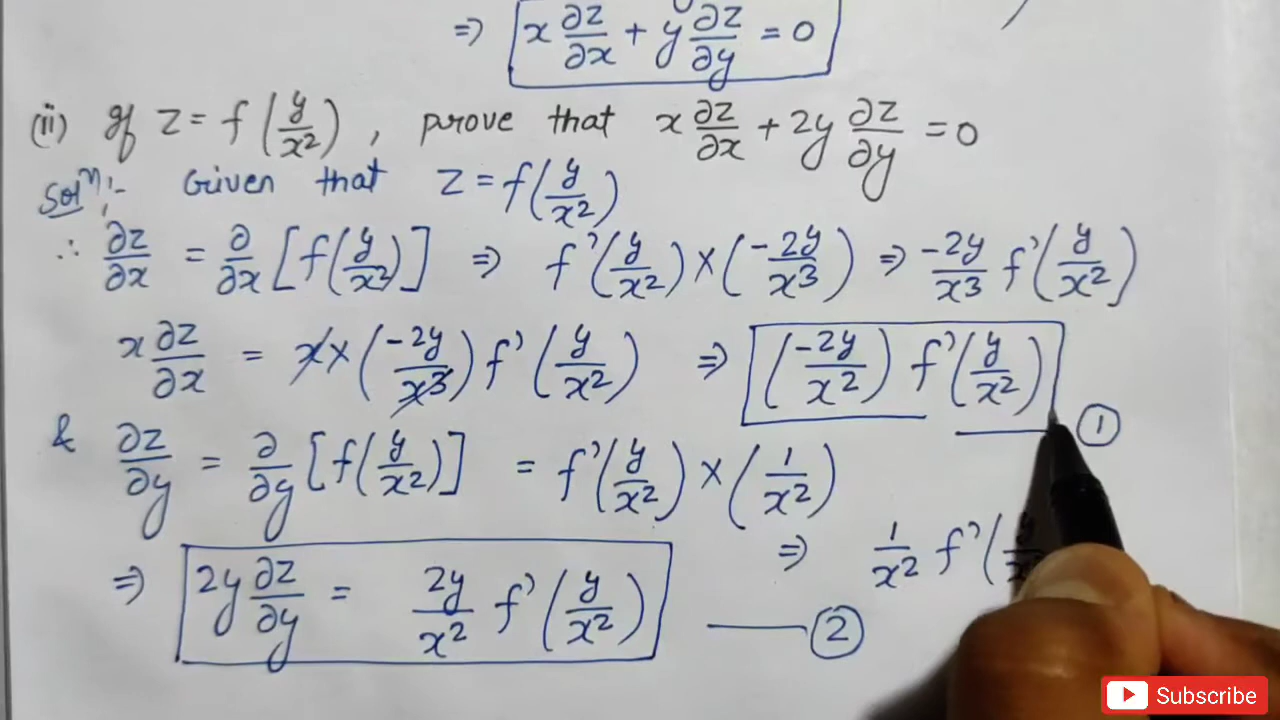 ⇒ x ∂z/∂x + y ∂z/∂y = 0
(ii) If z = f(y/x²), prove that x ∂z/∂x + 2y ∂z/∂y = 0
Solⁿ:- Given that z = f(y/x²)
∴ ∂z/∂x = ∂/∂x [f(y/x²)] ⇒ f'(y/x²) × (-2y/x³) ⇒ -2y/x³ f'(y/x²)
x ∂z/∂x = x × (-2y/x³) f'(y/x²) ⇒ (-2y/x²) f'(y/x²) — ①
& ∂z/∂y = ∂/∂y [f(y/x²)] = f'(y/x²) × (1/x²)
⇒ 1/x² f'(y
⇒ 2y ∂z/∂y = 2y/x² f'(y/x²) — ②
Subscribe